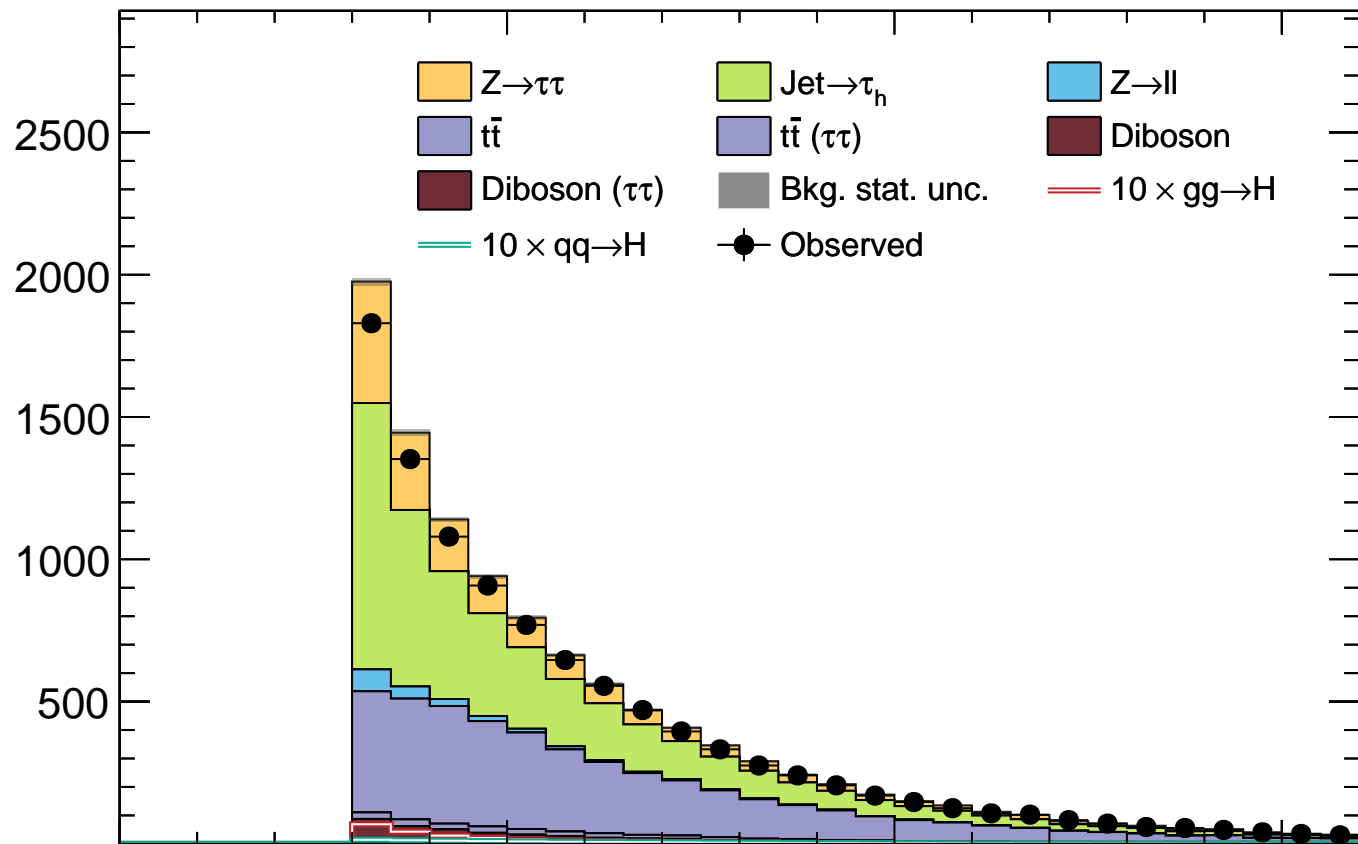 Z→ττ Jet→τ_h Z→ll
tt̄ tt̄ (ττ) Diboson
Diboson (ττ) Bkg. stat. unc. 10 × gg→H
10 × qq→H Observed
2500
2000
1500
1000
500